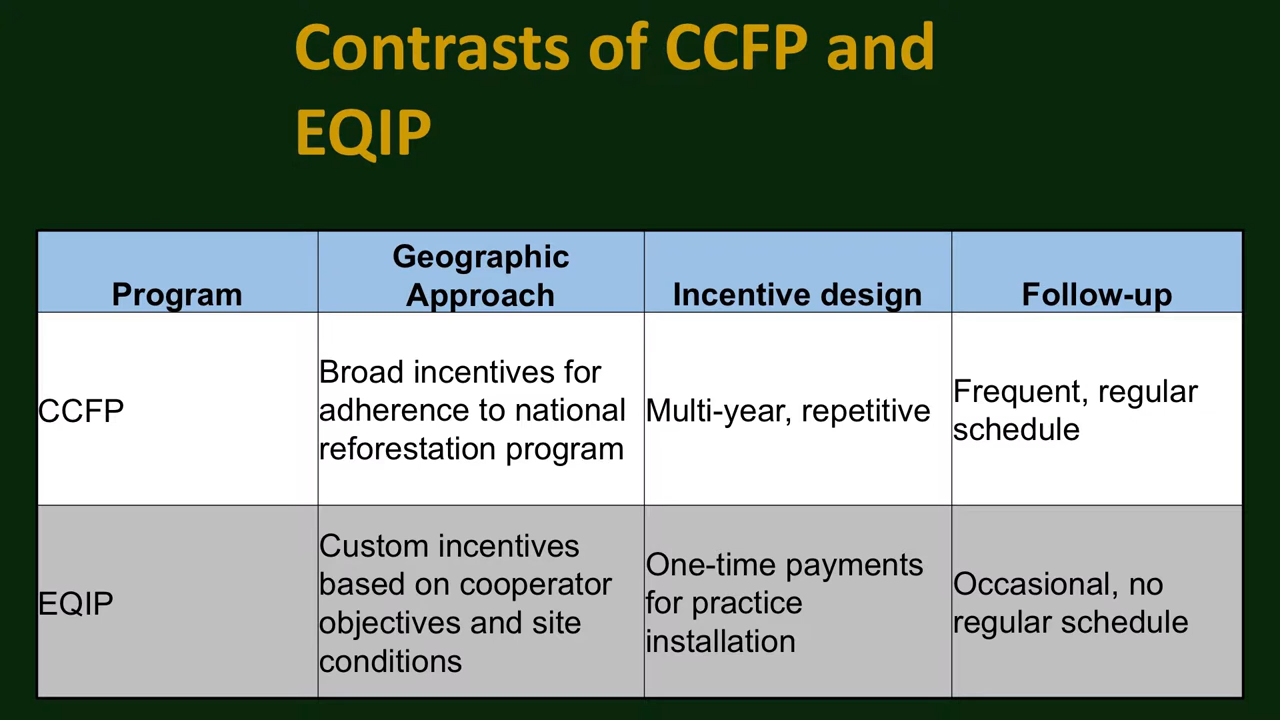 Contrasts of CCFP and
EQIP
Program
Geographic
Approach
Incentive design
Follow-up
CCFP
Broad incentives for
adherence to national
reforestation program
Multi-year, repetitive
Frequent, regular
schedule
EQIP
Custom incentives
based on cooperator
objectives and site
conditions
One-time payments
for practice
installation
Occasional, no
regular schedule